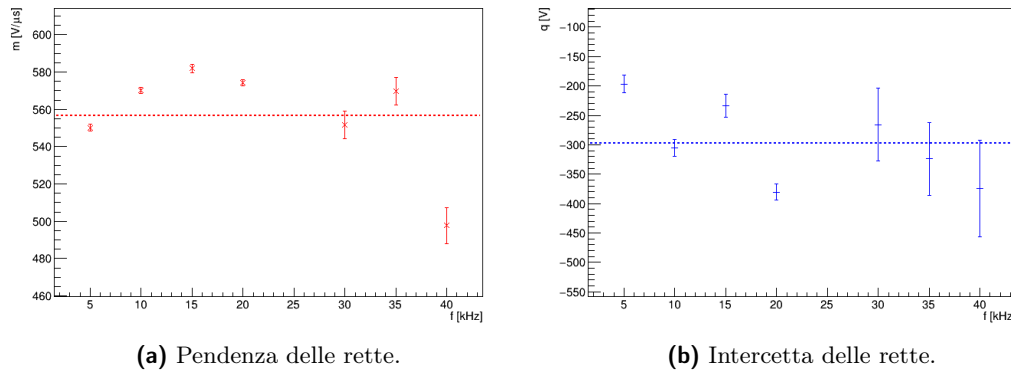 m [V/μs]
600
580
560
540
520
500
480
460
5 10 15 20 25 30 35 40
f [kHz]
(a) Pendenza delle rette.
q [V]
−100
−150
−200
−250
−300
−350
−400
−450
−500
−550
5 10 15 20 25 30 35 40
f [kHz]
(b) Intercetta delle rette.